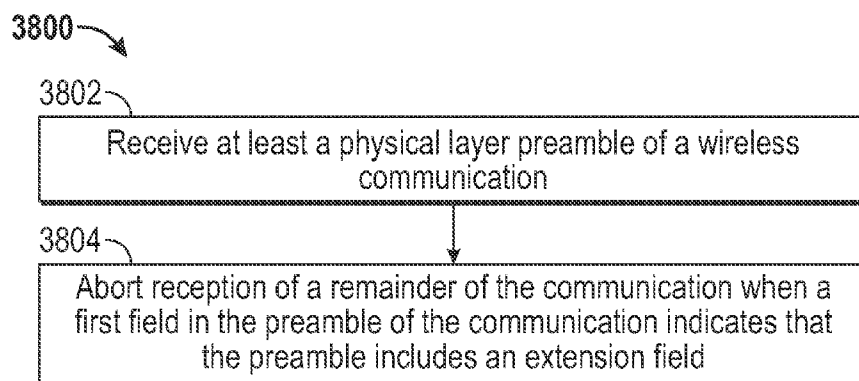 3800
3802
Receive at least a physical layer preamble of a wireless
communication
3804
Abort reception of a remainder of the communication when a
first field in the preamble of the communication indicates that
the preamble includes an extension field